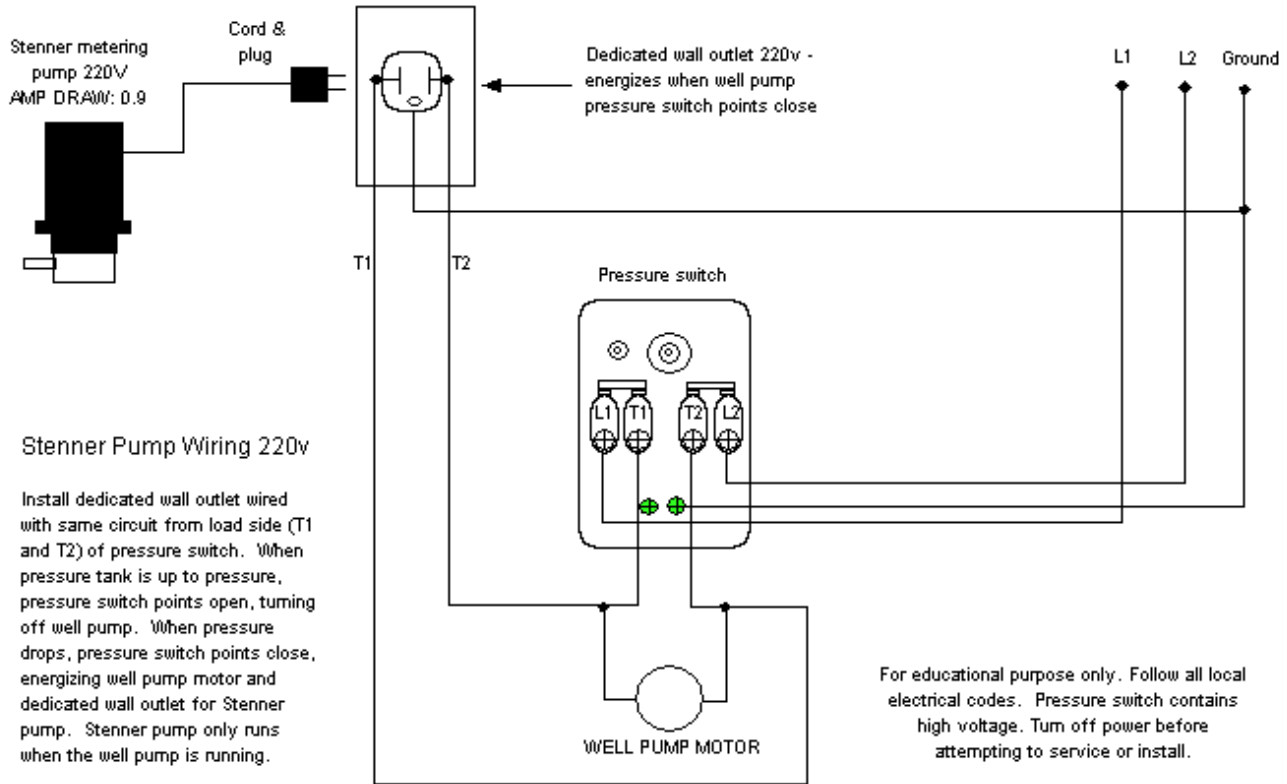 Stenner metering
pump 220V
AMP DRAW: 0.9
Cord &
plug
Dedicated wall outlet 220v -
energizes when well pump
pressure switch points close
L1
L2
Ground
T1
T2
Pressure switch
L1
T1
T2
L2
Stenner Pump Wiring 220v
Install dedicated wall outlet wired
with same circuit from load side (T1
and T2) of pressure switch. When
pressure tank is up to pressure,
pressure switch points open, turning
off well pump. When pressure
drops, pressure switch points close,
energizing well pump motor and
dedicated wall outlet for Stenner
pump. Stenner pump only runs
when the well pump is running.
WELL PUMP MOTOR
For educational purpose only. Follow all local
electrical codes. Pressure switch contains
high voltage. Turn off power before
attempting to service or install.